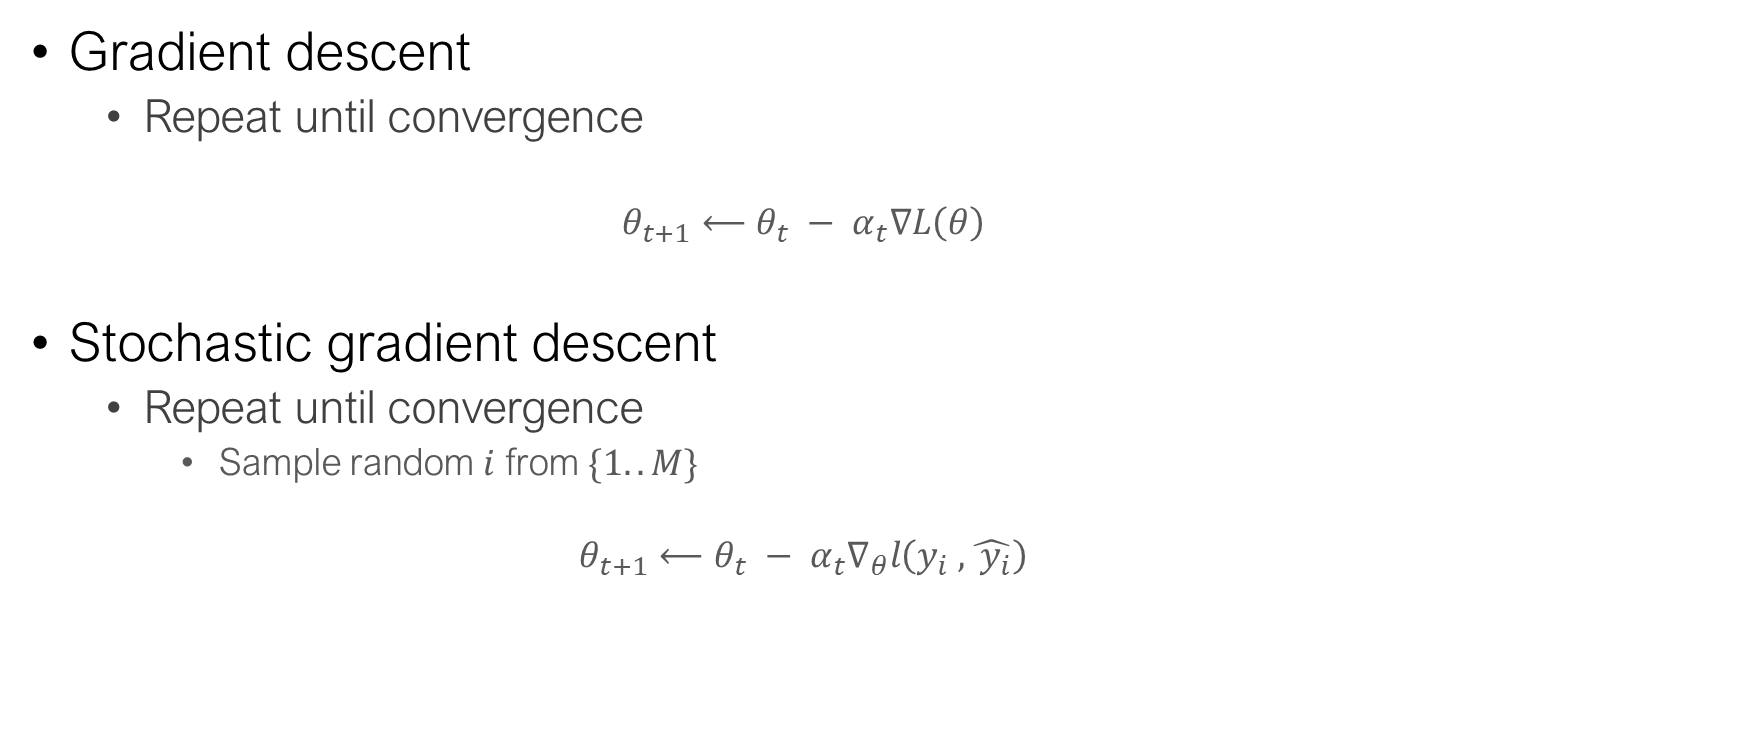 • Gradient descent
• Repeat until convergence
θ_{t+1} ⟵ θ_t − α_t∇L(θ)
• Stochastic gradient descent
• Repeat until convergence
• Sample random i from {1..M}
θ_{t+1} ⟵ θ_t − α_t∇_θ l(y_i , \widehat{y_i})